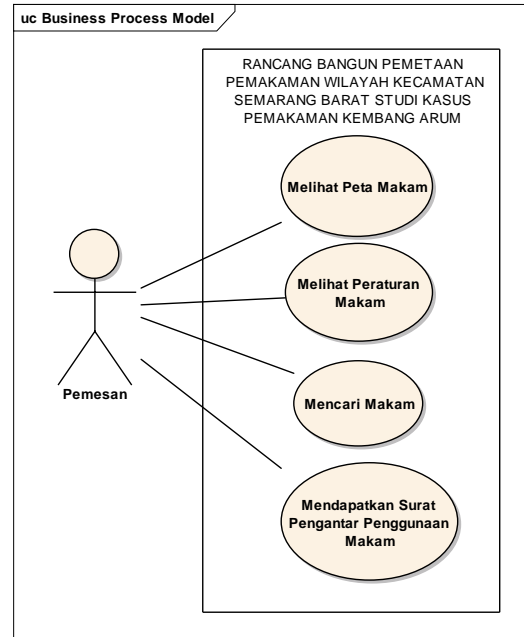 uc Business Process Model
RANCANG BANGUN PEMETAAN
PEMAKAMAN WILAYAH KECAMATAN
SEMARANG BARAT STUDI KASUS
PEMAKAMAN KEMBANG ARUM
Melihat Peta Makam
Melihat Peraturan
Makam
Pemesan
Mencari Makam
Mendapatkan Surat
Pengantar Penggunaan
Makam